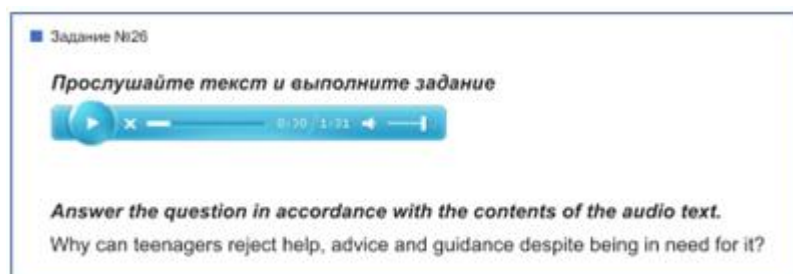 Задание №26
Прослушайте текст и выполните задание
0:30 / 1:31
Answer the question in accordance with the contents of the audio text.
Why can teenagers reject help, advice and guidance despite being in need for it?